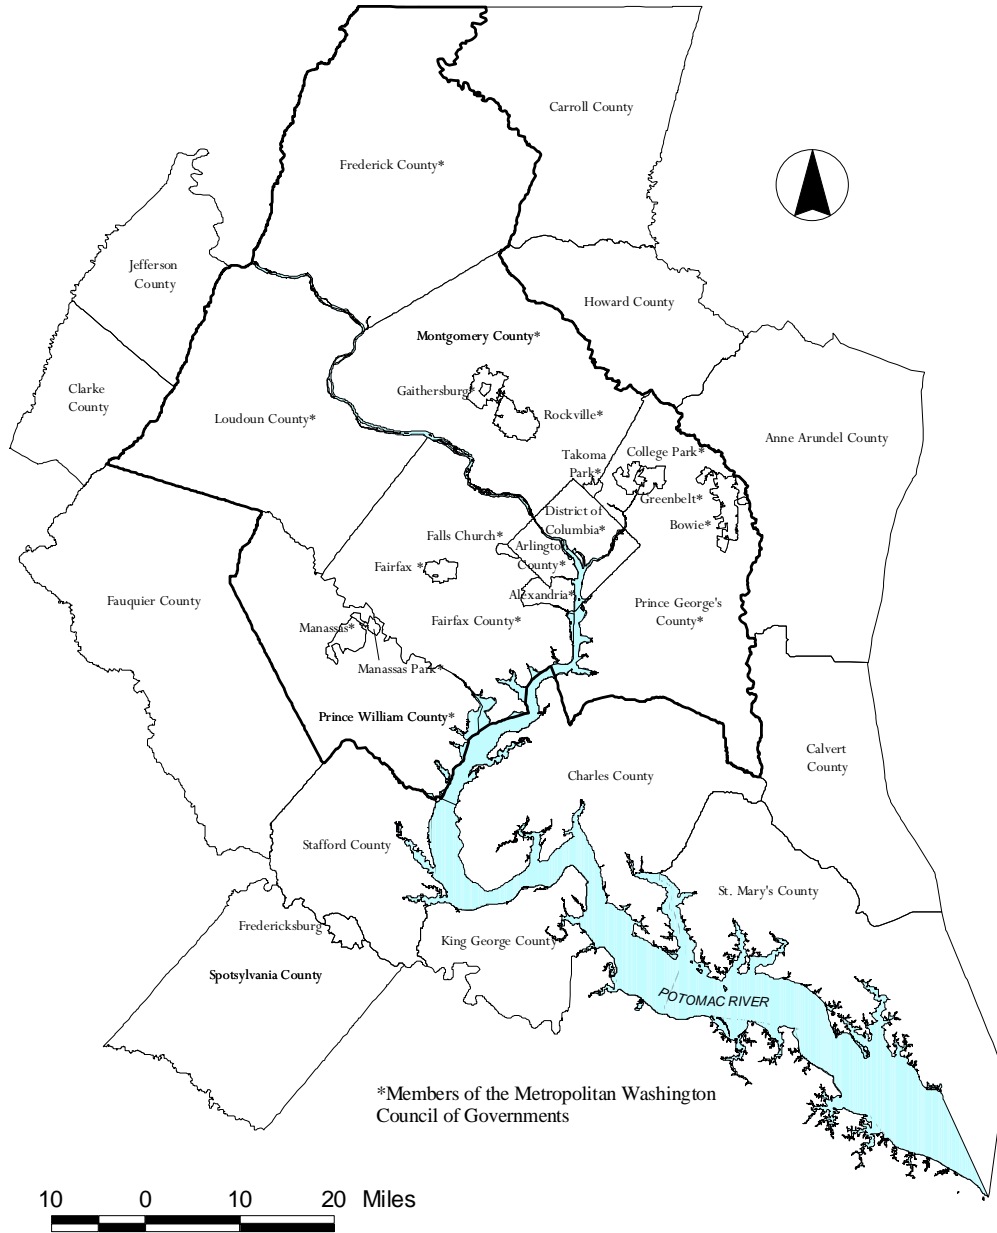 Carroll County
Frederick County*
Jefferson
County
Howard County
Montgomery County*
Clarke
County
Gaithersburg*
Rockville*
Loudoun County*
Anne Arundel County
Takoma
Park*
College Park*
Greenbelt*
District of
Columbia*
Bowie*
Falls Church*
Arlington
County*
Fairfax *
Alexandria*
Fauquier County
Prince George's
County*
Fairfax County*
Manassas*
Manassas Park*
Prince William County*
Calvert
County
Charles County
Stafford County
St. Mary's County
Fredericksburg
King George County
Spotsylvania County
POTOMAC RIVER
*Members of the Metropolitan Washington
Council of Governments
10 0 10 20 Miles